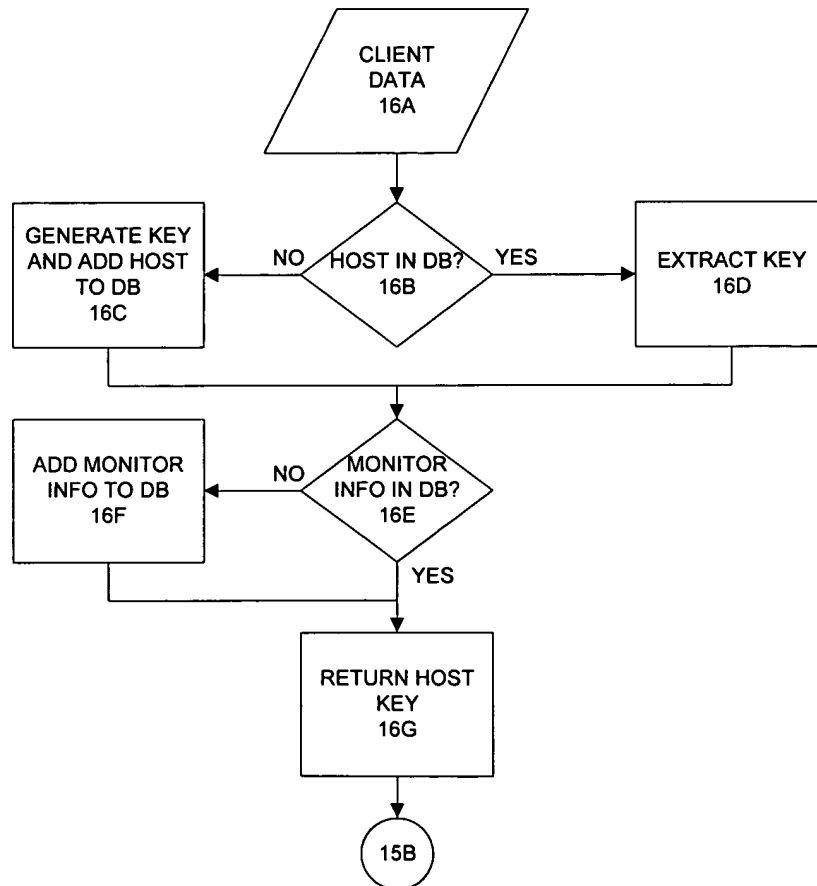 CLIENT
DATA
16A
GENERATE KEY
AND ADD HOST
TO DB
16C
NO
HOST IN DB?
16B
YES
EXTRACT KEY
16D
ADD MONITOR
INFO TO DB
16F
NO
MONITOR
INFO IN DB?
16E
YES
RETURN HOST
KEY
16G
15B